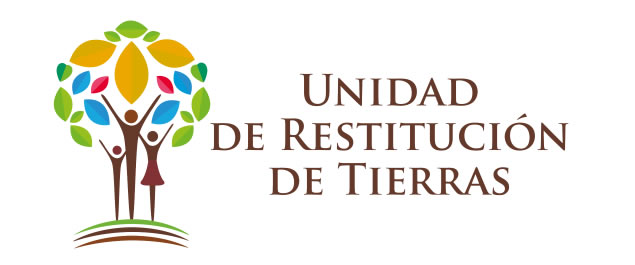 UNIDAD
DE RESTITUCIÓN
DE TIERRAS